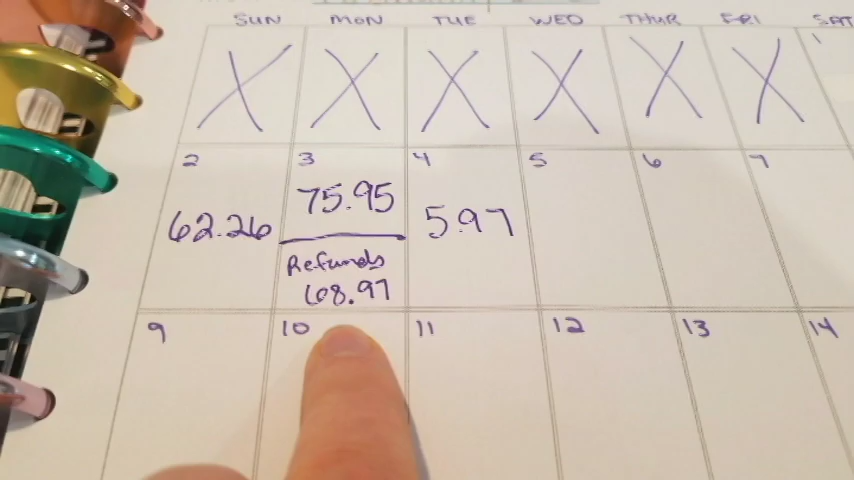 SUN MON TUE WED THUR FRI SAT
1
2 3 4 5 6 7
62.26 75.95 5.97
Refunds
68.97
9 10 11 12 13 14